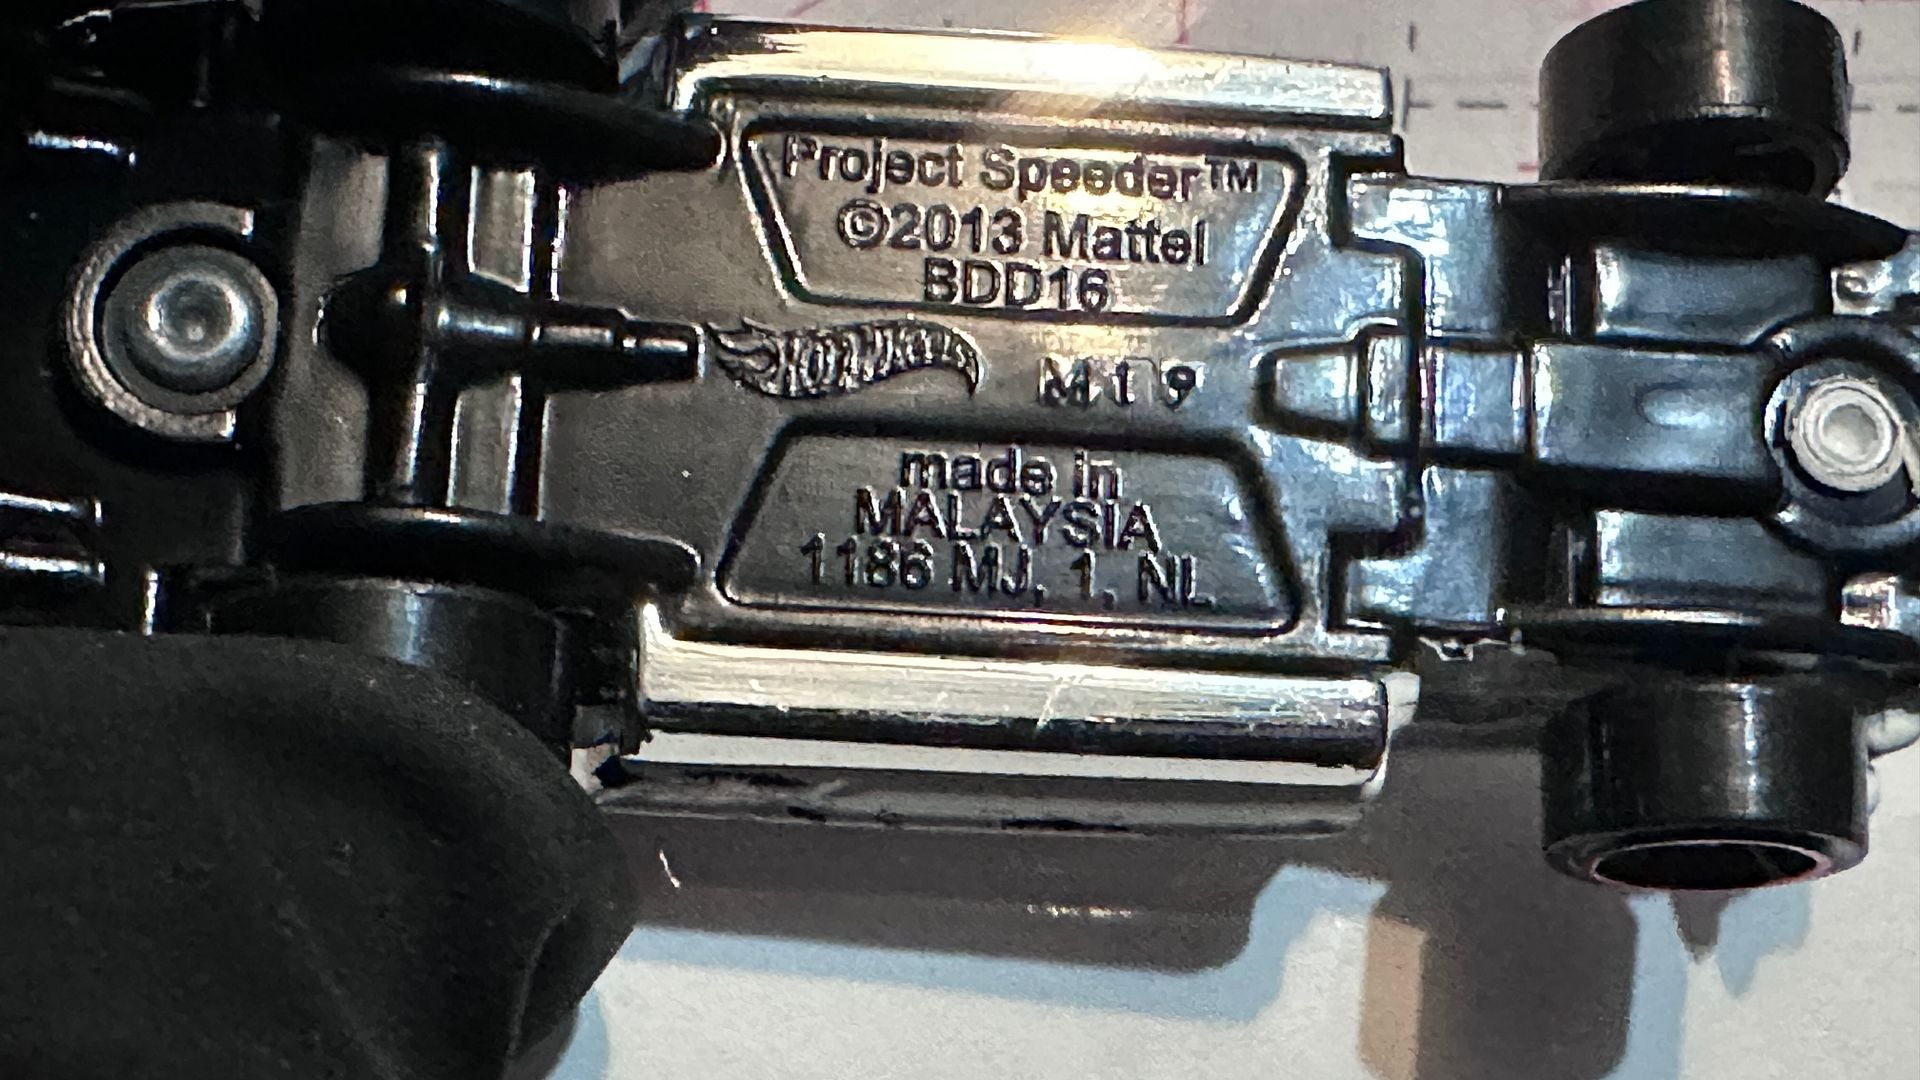 Project Speeder™
©2013 Mattel
BDD16
Hot Wheels
M19
made in
MALAYSIA
1186 MJ, 1, NL